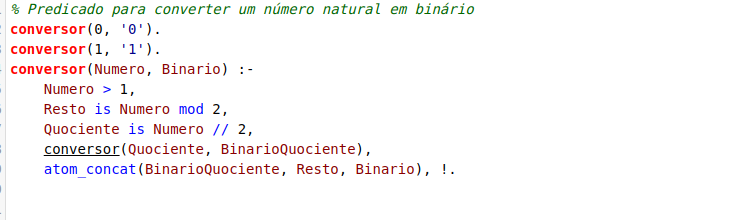 % Predicado para converter um número natural em binário
conversor(0, '0').
conversor(1, '1').
conversor(Numero, Binario) :-
    Numero > 1,
    Resto is Numero mod 2,
    Quociente is Numero // 2,
    conversor(Quociente, BinarioQuociente),
    atom_concat(BinarioQuociente, Resto, Binario), !.